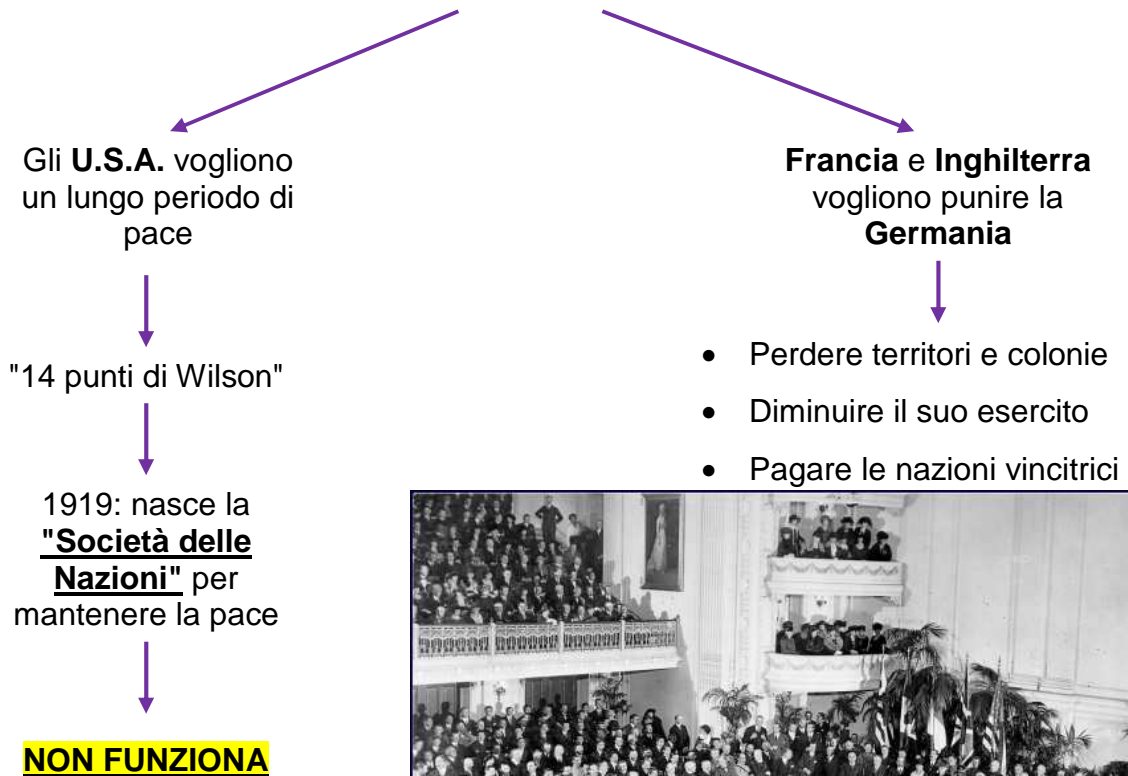 Gli U.S.A. vogliono
un lungo periodo di
pace
"14 punti di Wilson"
1919: nasce la
"Società delle
Nazioni" per
mantenere la pace
NON FUNZIONA
Francia e Inghilterra
vogliono punire la
Germania
• Perdere territori e colonie
• Diminuire il suo esercito
• Pagare le nazioni vincitrici